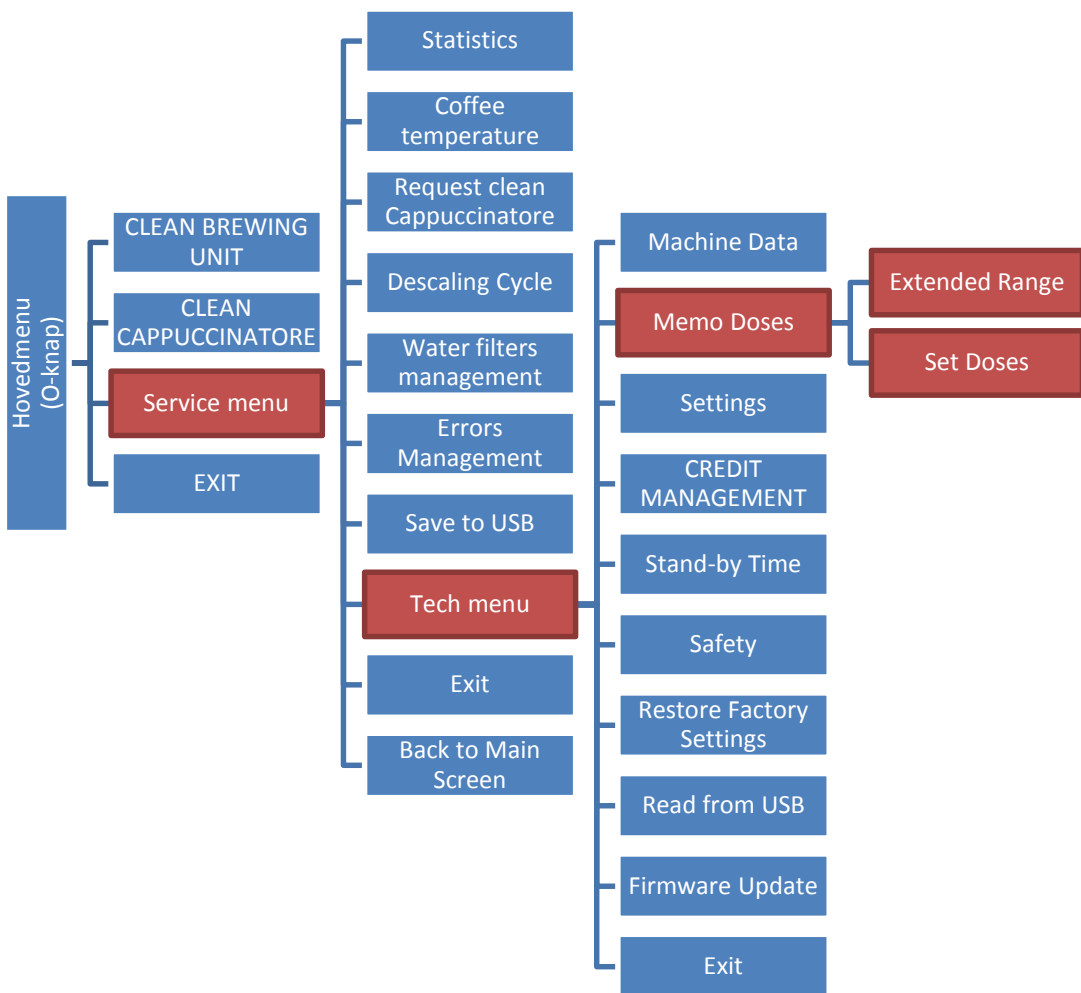 Hovedmenu
(O-knap)
CLEAN BREWING
UNIT
CLEAN
CAPPUCCINATORE
Service menu
EXIT
Statistics
Coffee
temperature
Request clean
Cappuccinatore
Descaling Cycle
Water filters
management
Errors
Management
Save to USB
Tech menu
Exit
Back to Main
Screen
Machine Data
Memo Doses
Settings
CREDIT
MANAGEMENT
Stand-by Time
Safety
Restore Factory
Settings
Read from USB
Firmware Update
Exit
Extended Range
Set Doses